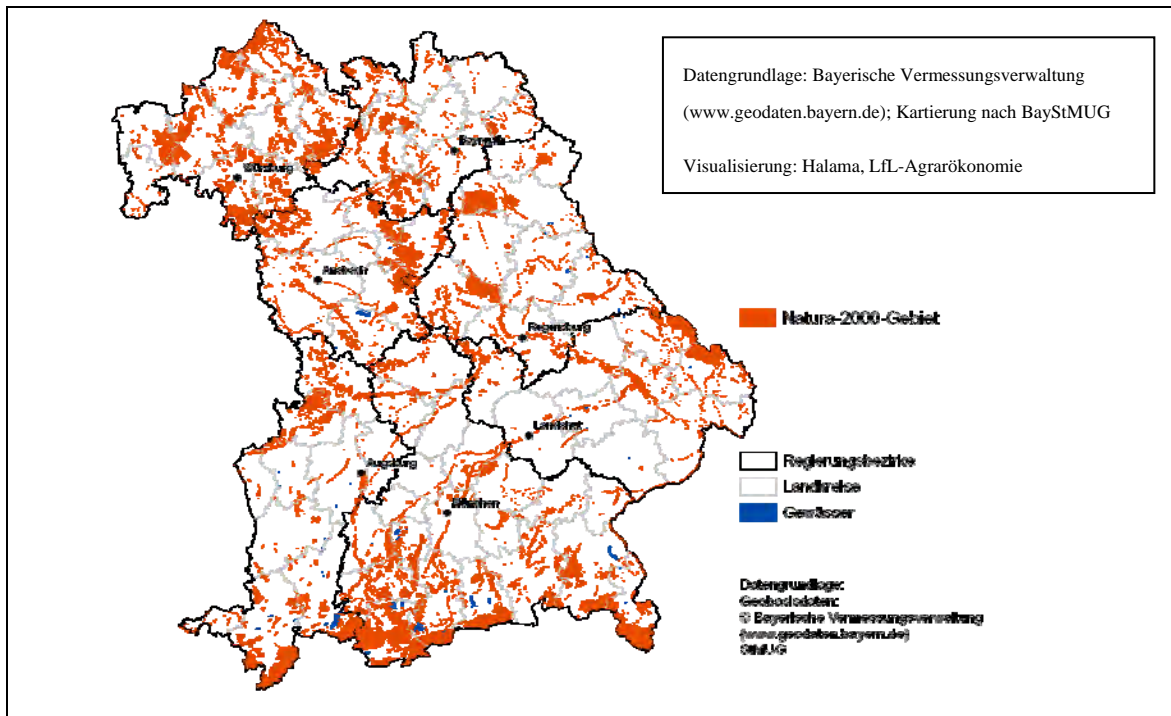 Datengrundlage: Bayerische Vermessungsverwaltung
(www.geodaten.bayern.de); Kartierung nach BayStMUG
Visualisierung: Halama, LfL-Agrarökonomie
Bayreuth
Würzburg
Ansbach
Natura-2000-Gebiet
Regensburg
Landshut
Regierungsbezirke
Augsburg
Landkreise
München
Gewässer
Datengrundlage:
Geobasisdaten:
© Bayerische Vermessungsverwaltung
(www.geodaten.bayern.de)
StMUG